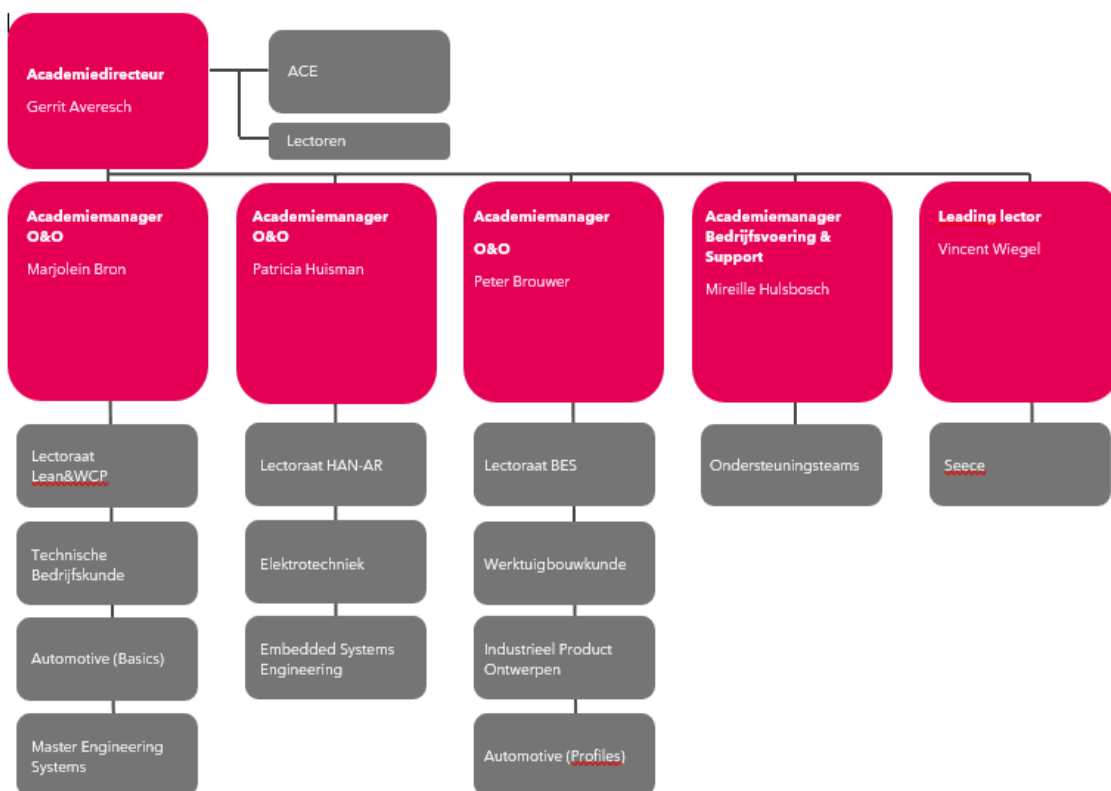 Academiedirecteur
Gerrit Averesch
ACE
Lectoren
Academiemanager
O&O
Marjolein Bron
Academiemanager
O&O
Patricia Huisman
Academiemanager
O&O
Peter Brouwer
Academiemanager
Bedrijfsvoering &
Support
Mireille Hulsbosch
Leading lector
Vincent Wiegel
Lectoraat
Lean&WCP
Technische
Bedrijfskunde
Automotive (Basics)
Master Engineering
Systems
Lectoraat HAN-AR
Elektrotechniek
Embedded Systems
Engineering
Lectoraat BES
Werktuigbouwkunde
Industrieel Product
Ontwerpen
Automotive (Profiles)
Ondersteuningsteams
Seece